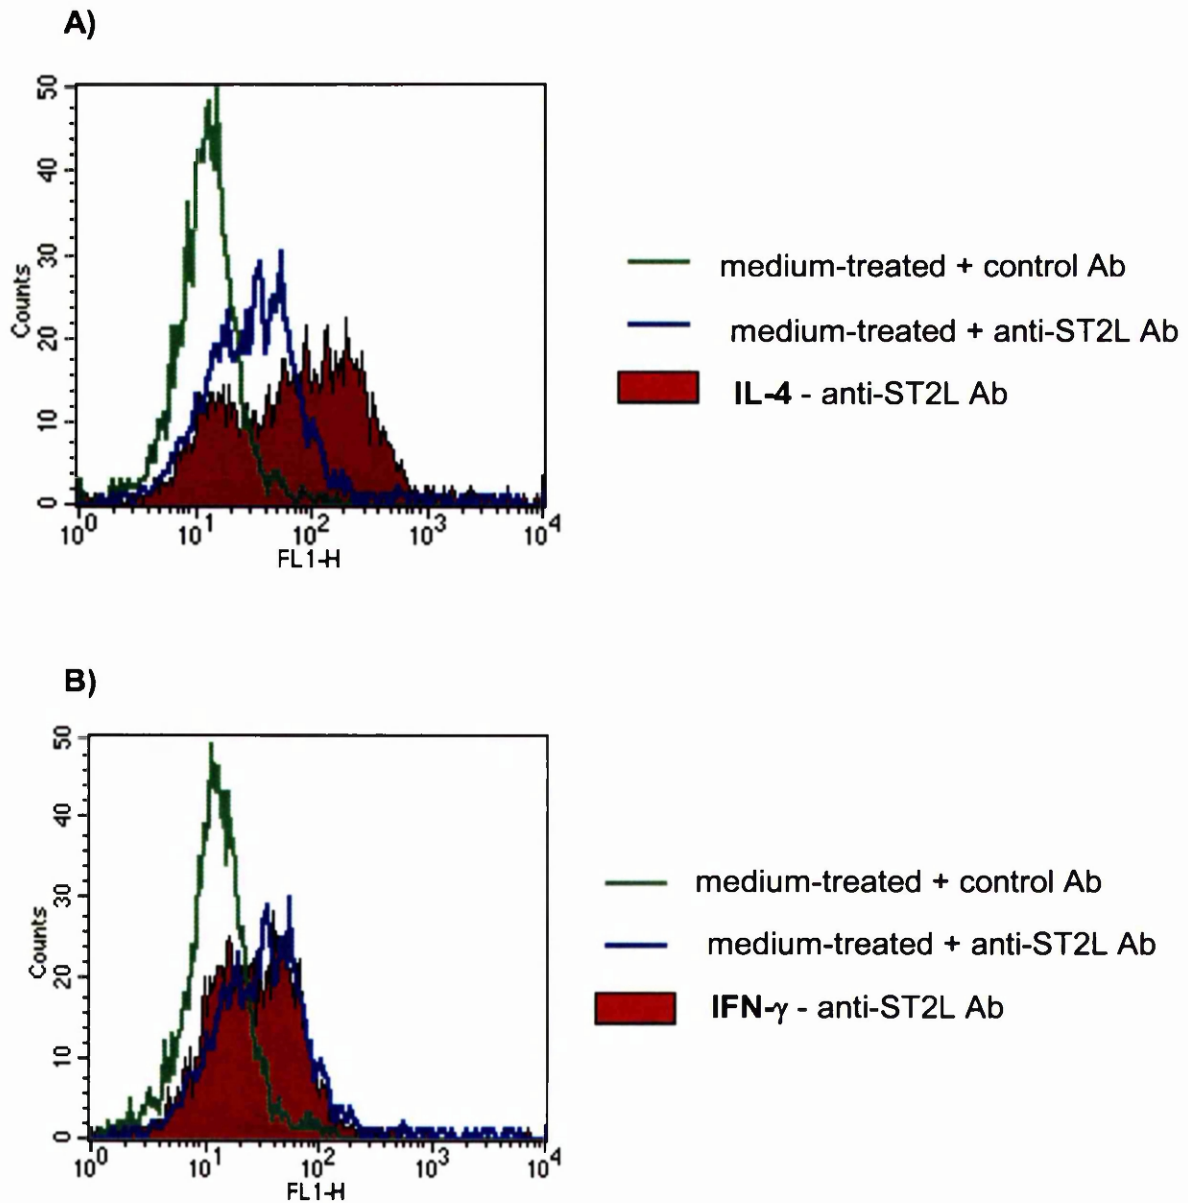 A)
50
40
30
20
10
0
Counts
10^0 10^1 10^2 10^3 10^4
FL1-H
medium-treated + control Ab
medium-treated + anti-ST2L Ab
IL-4 - anti-ST2L Ab
B)
50
40
30
20
10
0
Counts
10^0 10^1 10^2 10^3 10^4
FL1-H
medium-treated + control Ab
medium-treated + anti-ST2L Ab
IFN-γ - anti-ST2L Ab